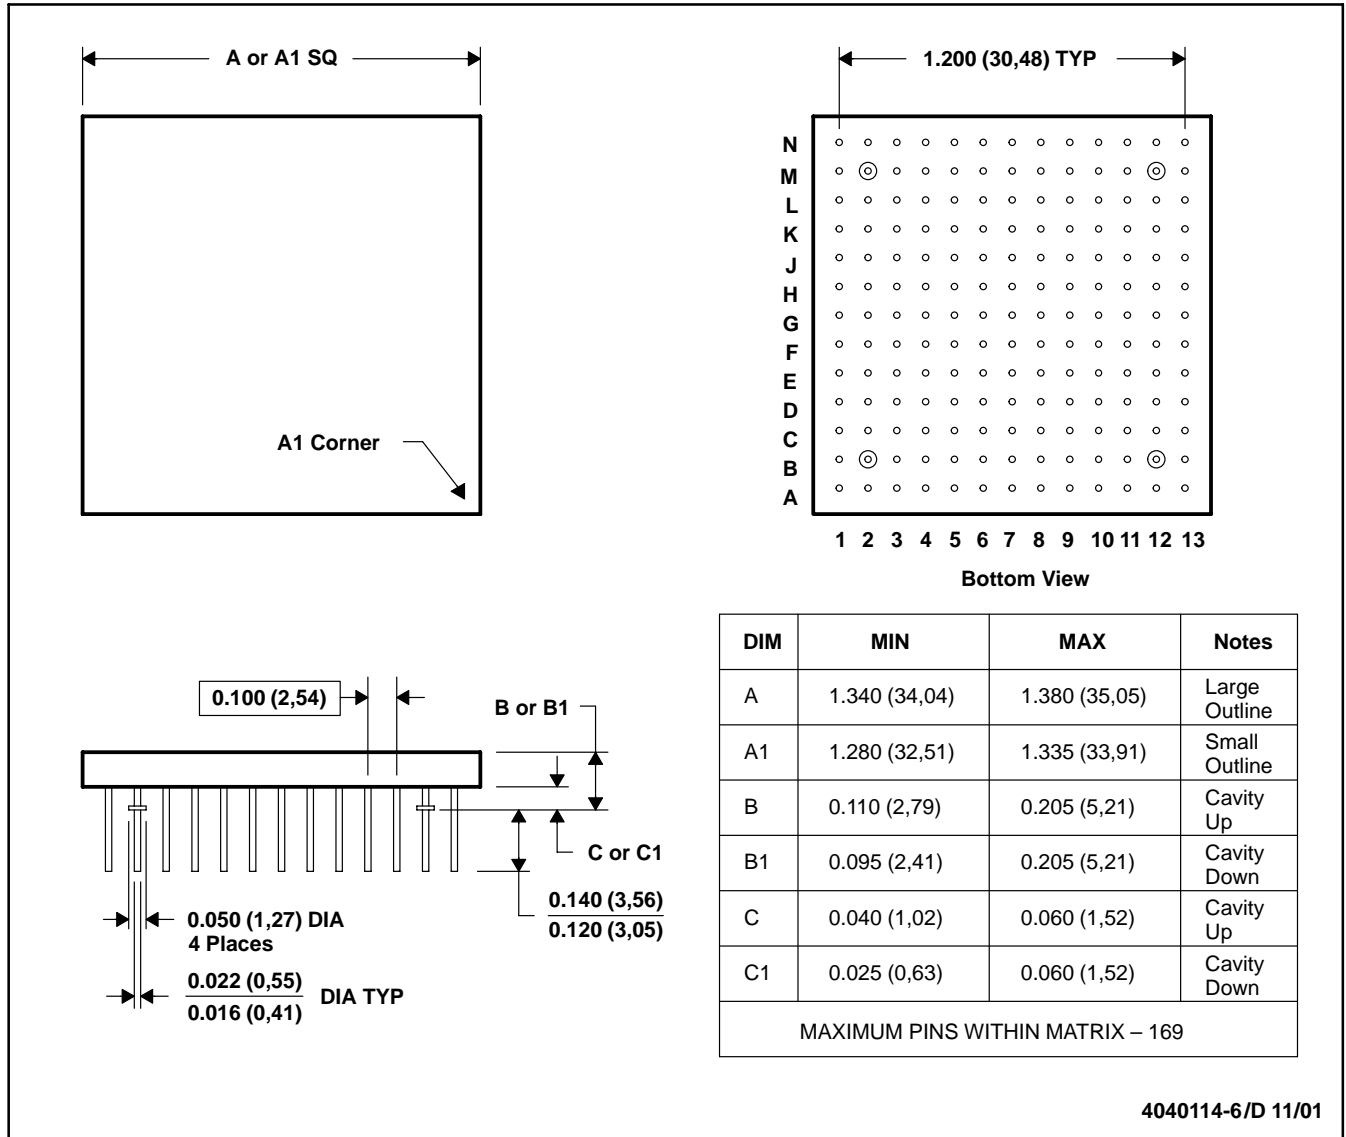 A or A1 SQ
1.200 (30,48) TYP
A1 Corner
N
M
L
K
J
H
G
F
E
D
C
B
A
1 2 3 4 5 6 7 8 9 10 11 12 13
Bottom View
0.100 (2,54)
B or B1
C or C1
0.140 (3,56)
0.120 (3,05)
0.050 (1,27) DIA
4 Places
0.022 (0,55)
0.016 (0,41)
DIA TYP
DIM MIN MAX Notes
A 1.340 (34,04) 1.380 (35,05) Large
Outline
A1 1.280 (32,51) 1.335 (33,91) Small
Outline
B 0.110 (2,79) 0.205 (5,21) Cavity
Up
B1 0.095 (2,41) 0.205 (5,21) Cavity
Down
C 0.040 (1,02) 0.060 (1,52) Cavity
Up
C1 0.025 (0,63) 0.060 (1,52) Cavity
Down
MAXIMUM PINS WITHIN MATRIX – 169
4040114-6/D 11/01